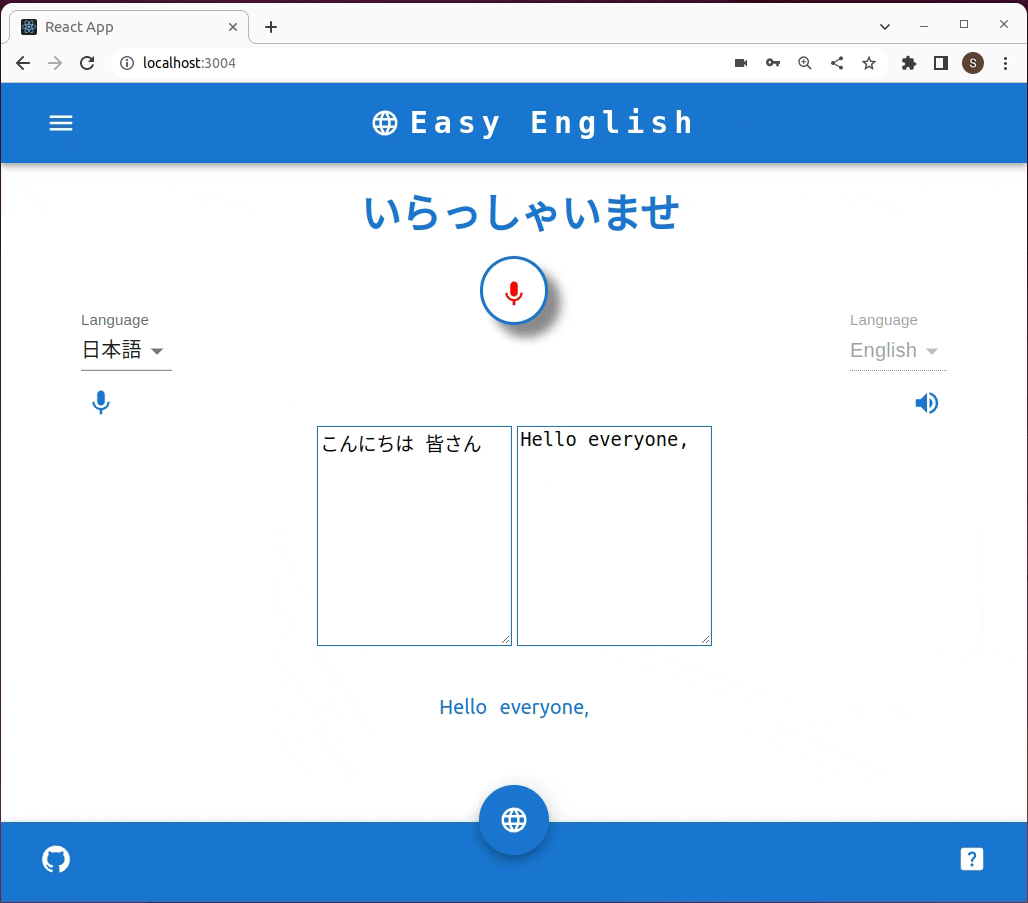 React App
localhost:3004
S
Easy English
いらっしゃいませ
Language
日本語
Language
English
こんにちは 皆さん
Hello everyone,
Hello everyone,
?